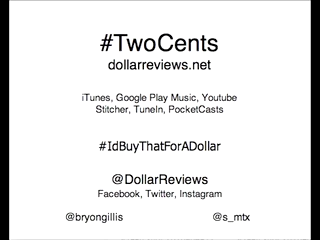 #TwoCents
dollarreviews.net
iTunes, Google Play Music, Youtube
Stitcher, TuneIn, PocketCasts
#IdBuyThatForADollar
@DollarReviews
Facebook, Twitter, Instagram
@bryongillis @s_mtx